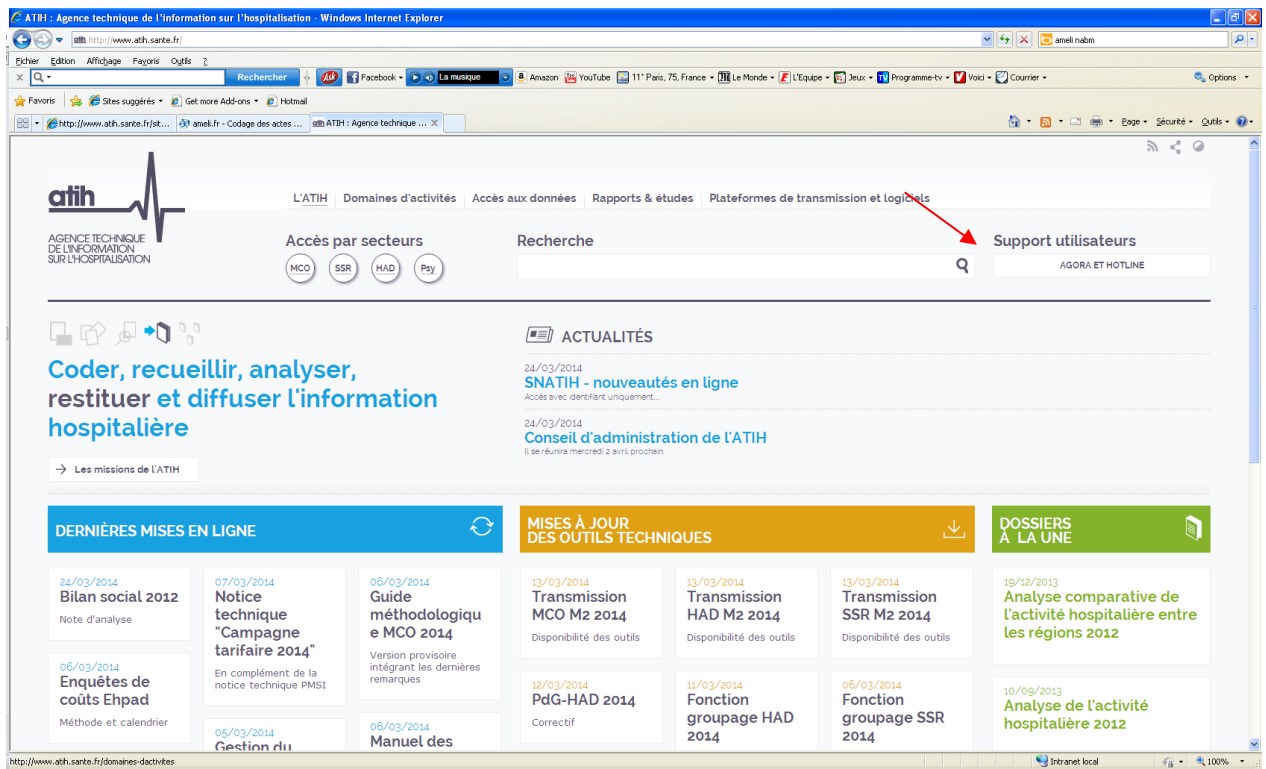 ATIH : Agence technique de l'information sur l'hospitalisation - Windows Internet Explorer
http://www.atih.sante.fr/
ameli nabm
Fichier Edition Affichage Favoris Outils ?
Rechercher Ask Facebook La musique Amazon YouTube 11° Paris, 75, France Le Monde L'Equipe Jeux Programme-tv Voici Courrier Options
Favoris Sites suggérés Get more Add-ons Hotmail
http://www.atih.sante.fr/sit... ameli.fr - Codage des actes ... ATIH : Agence technique ... Page Sécurité Outils
atih
AGENCE TECHNIQUE
DE L'INFORMATION
SUR L'HOSPITALISATION
L'ATIH Domaines d'activités Accès aux données Rapports & études Plateformes de transmission et logiciels
Accès par secteurs
MCO SSR HAD Psy
Recherche
Support utilisateurs
AGORA ET HOTLINE
Coder, recueillir, analyser,
restituer et diffuser l'information
hospitalière
→ Les missions de l'ATIH
ACTUALITÉS
24/03/2014
SNATIH - nouveautés en ligne
Accès avec identifiant uniquement...
24/03/2014
Conseil d'administration de l'ATIH
Il se réunira mercredi 2 avril prochain
DERNIÈRES MISES EN LIGNE
24/03/2014
Bilan social 2012
Note d'analyse
06/03/2014
Enquêtes de
coûts Ehpad
Méthode et calendrier
07/03/2014
Notice
technique
"Campagne
tarifaire 2014"
En complément de la
notice technique PMSI
05/03/2014
Gestion du
06/03/2014
Guide
méthodologiqu
e MCO 2014
Version provisoire
intégrant les dernières
remarques
06/03/2014
Manuel des
MISES À JOUR
DES OUTILS TECHNIQUES
13/03/2014
Transmission
MCO M2 2014
Disponibilité des outils
12/03/2014
PdG-HAD 2014
Correctif
13/03/2014
Transmission
HAD M2 2014
Disponibilité des outils
11/03/2014
Fonction
groupage HAD
2014
13/03/2014
Transmission
SSR M2 2014
Disponibilité des outils
06/03/2014
Fonction
groupage SSR
2014
DOSSIERS
À LA UNE
19/12/2013
Analyse comparative de
l'activité hospitalière entre
les régions 2012
10/09/2013
Analyse de l'activité
hospitalière 2012
http://www.atih.sante.fr/domaines-dactivites
Intranet local
100%